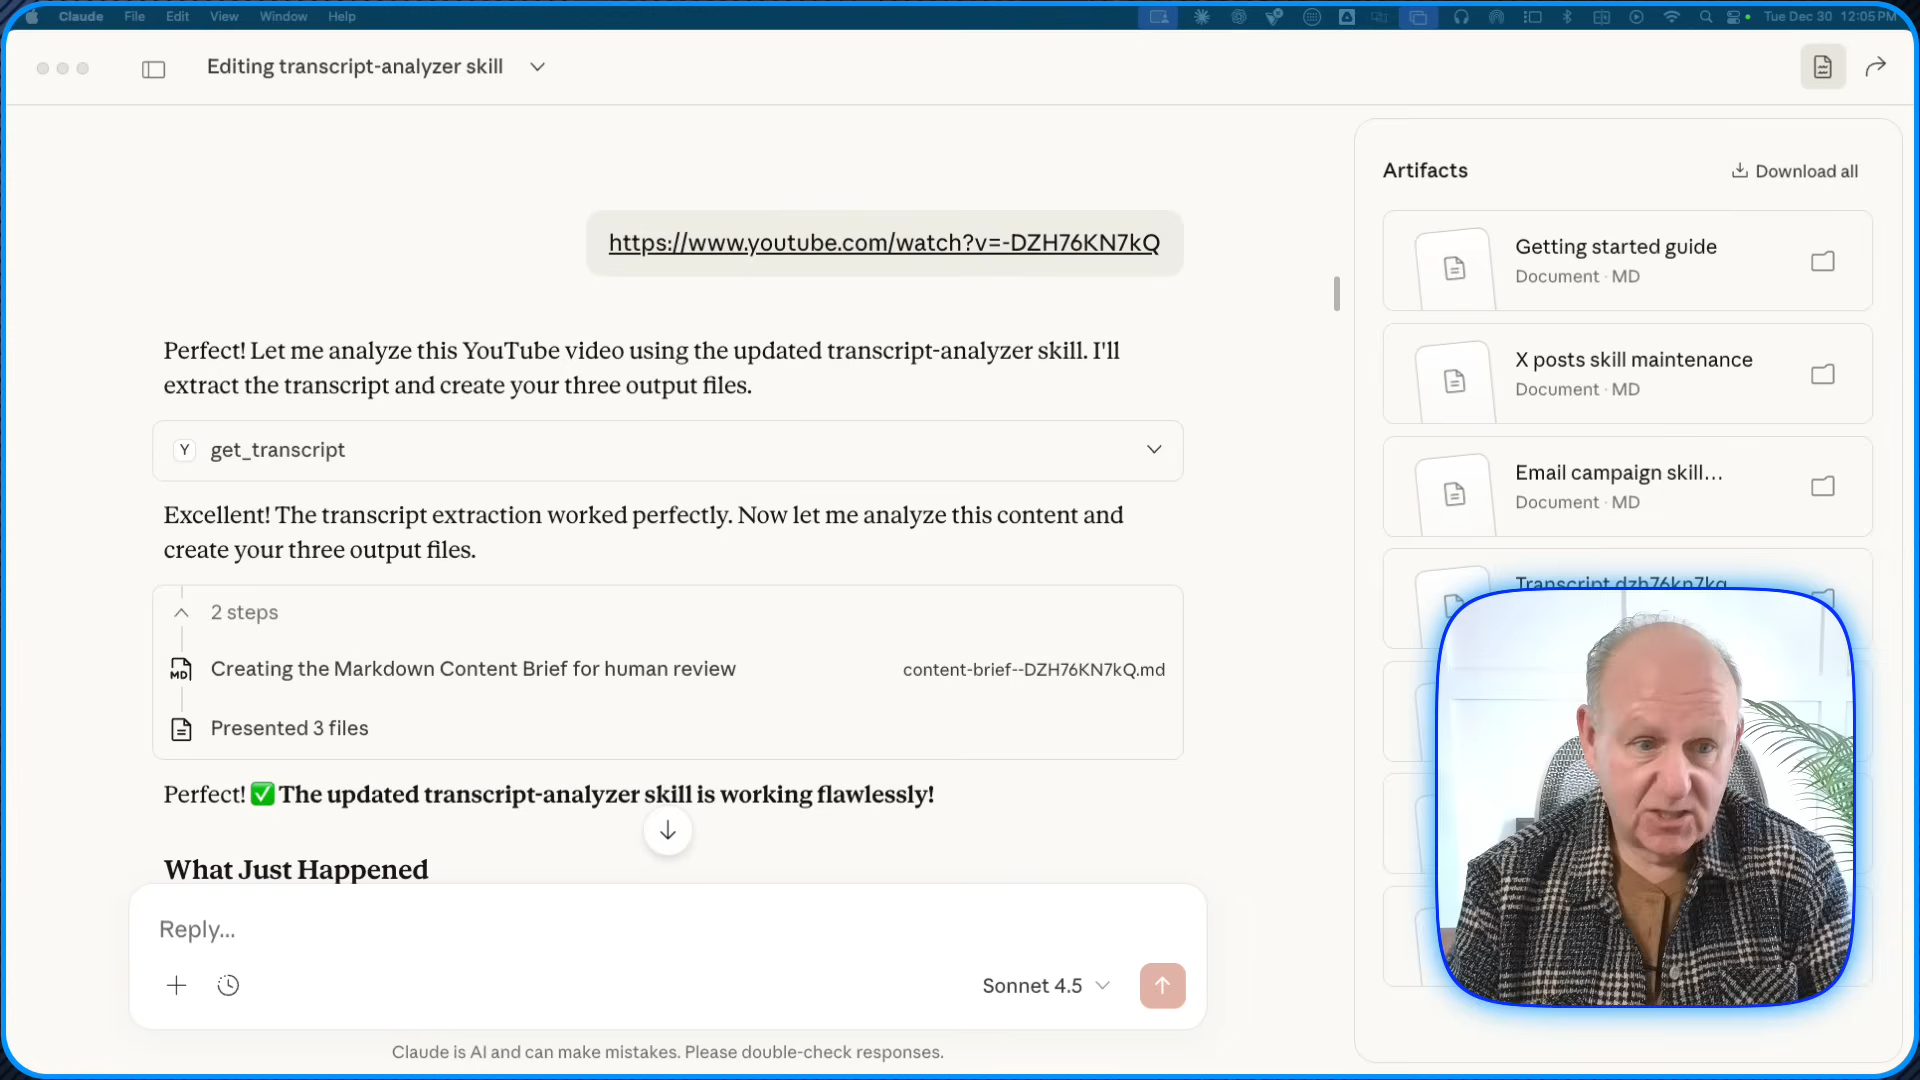 Claude File Edit View Window Help
Tue Dec 30 12:05 PM
Editing transcript-analyzer skill
https://www.youtube.com/watch?v=-DZH76KN7kQ
Perfect! Let me analyze this YouTube video using the updated transcript-analyzer skill. I'll
extract the transcript and create your three output files.
Y get_transcript
Excellent! The transcript extraction worked perfectly. Now let me analyze this content and
create your three output files.
2 steps
MD Creating the Markdown Content Brief for human review content-brief--DZH76KN7kQ.md
Presented 3 files
Perfect! ✅ The updated transcript-analyzer skill is working flawlessly!
What Just Happened
Reply...
Sonnet 4.5
Claude is AI and can make mistakes. Please double-check responses.
Artifacts Download all
Getting started guide
Document · MD
X posts skill maintenance
Document · MD
Email campaign skill...
Document · MD
Transcript dzh76kn7kq